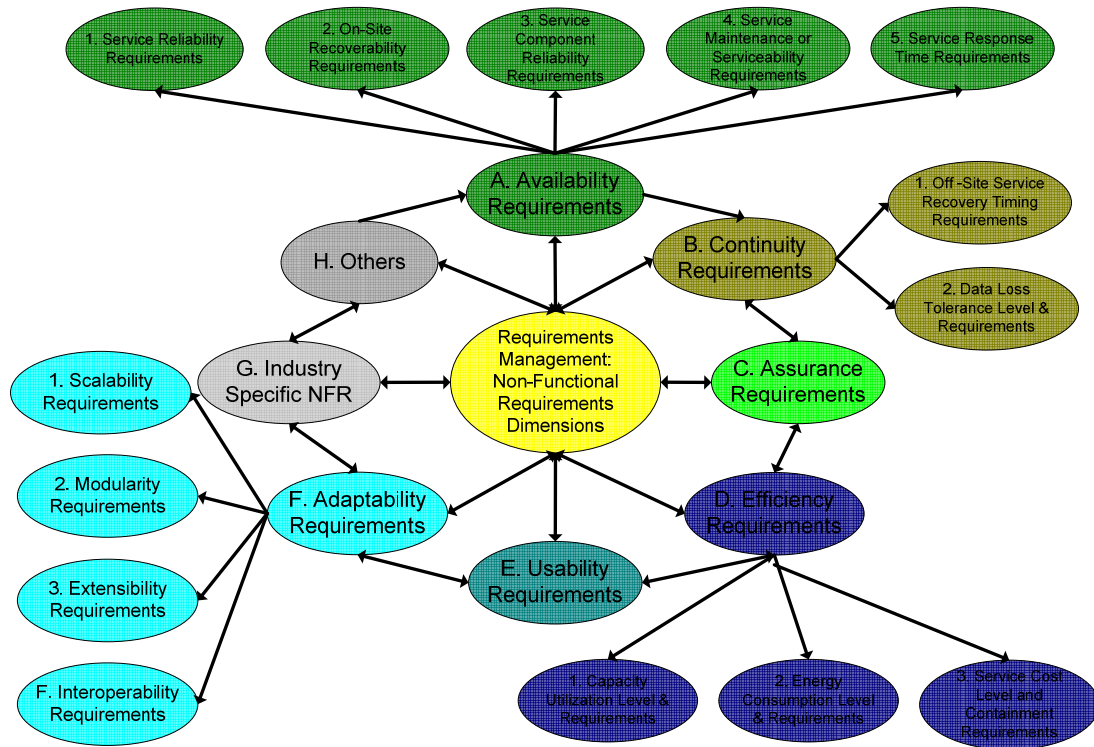 1. Service Reliability
Requirements
2. On-Site
Recoverability
Requirements
3. Service
Component
Reliability
Requirements
4. Service
Maintenance or
Serviceability
Requirements
5. Service Response
Time Requirements
A. Availability
Requirements
1. Off -Site Service
Recovery Timing
Requirements
B. Continuity
Requirements
H. Others
2. Data Loss
Tolerance Level &
Requirements
Requirements
Management:
Non-Functional
Requirements
Dimensions
G. Industry
Specific NFR
C. Assurance
Requirements
1. Scalability
Requirements
2. Modularity
Requirements
F. Adaptability
Requirements
D. Efficiency
Requirements
E. Usability
Requirements
3. Extensibility
Requirements
F. Interoperability
Requirements
1. Capacity
Utilization Level &
Requirements
2. Energy
Consumption Level
& Requirements
3. Service Cost
Level and
Containment
Requirements